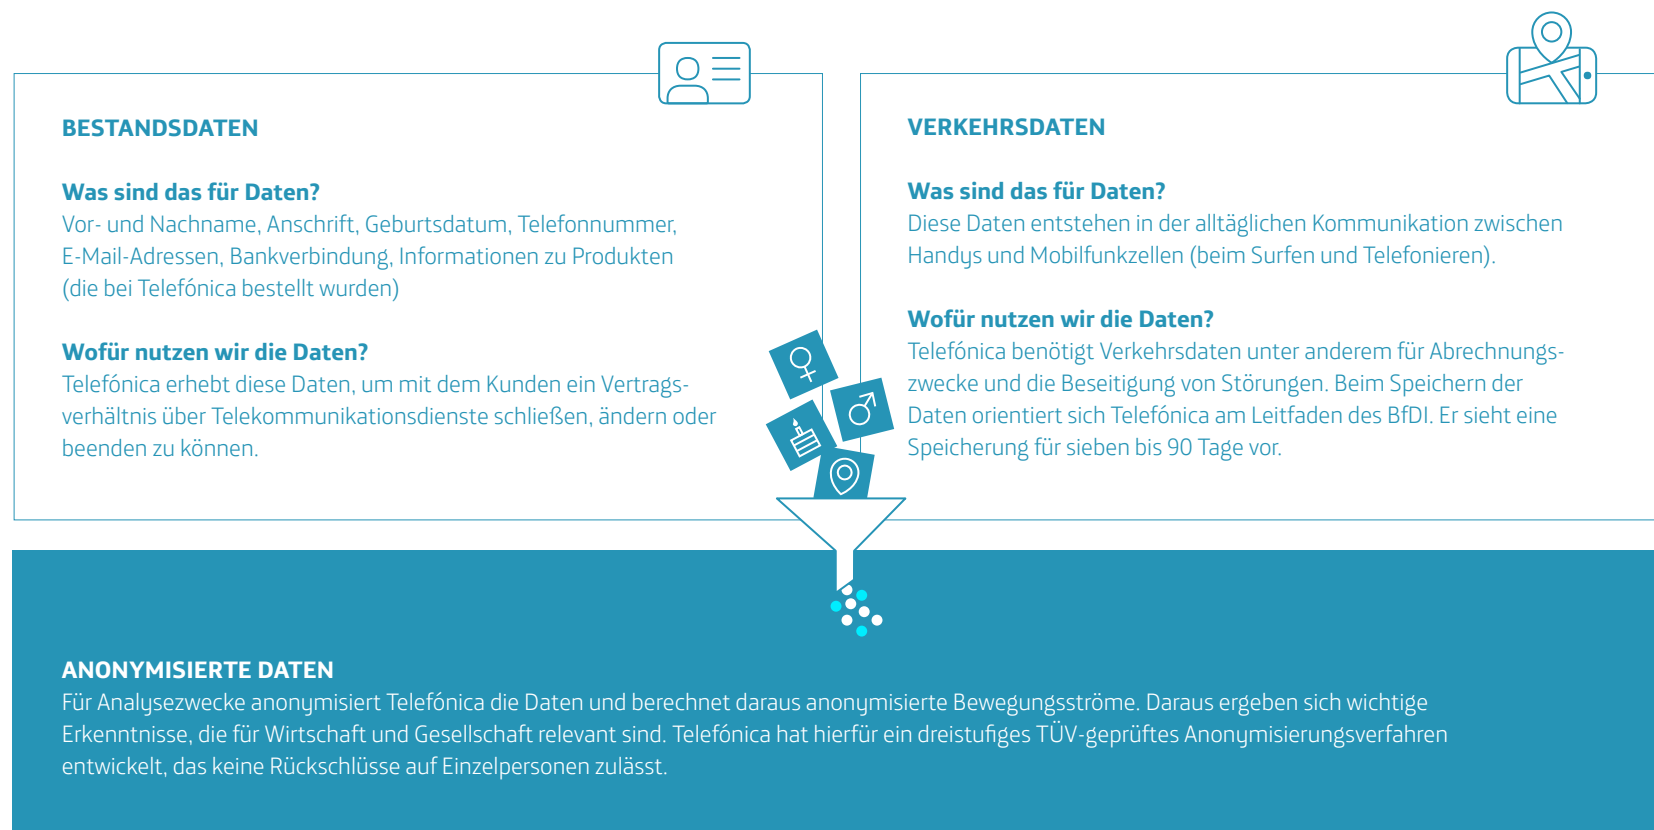 BESTANDSDATEN
Was sind das für Daten?
Vor- und Nachname, Anschrift, Geburtsdatum, Telefonnummer,
E-Mail-Adressen, Bankverbindung, Informationen zu Produkten
(die bei Telefónica bestellt wurden)
Wofür nutzen wir die Daten?
Telefónica erhebt diese Daten, um mit dem Kunden ein Vertrags-
verhältnis über Telekommunikationsdienste schließen, ändern oder
beenden zu können.
VERKEHRSDATEN
Was sind das für Daten?
Diese Daten entstehen in der alltäglichen Kommunikation zwischen
Handys und Mobilfunkzellen (beim Surfen und Telefonieren).
Wofür nutzen wir die Daten?
Telefónica benötigt Verkehrsdaten unter anderem für Abrechnungs-
zwecke und die Beseitigung von Störungen. Beim Speichern der
Daten orientiert sich Telefónica am Leitfaden des BfDI. Er sieht eine
Speicherung für sieben bis 90 Tage vor.
ANONYMISIERTE DATEN
Für Analysezwecke anonymisiert Telefónica die Daten und berechnet daraus anonymisierte Bewegungsströme. Daraus ergeben sich wichtige
Erkenntnisse, die für Wirtschaft und Gesellschaft relevant sind. Telefónica hat hierfür ein dreistufiges TÜV-geprüftes Anonymisierungsverfahren
entwickelt, das keine Rückschlüsse auf Einzelpersonen zulässt.